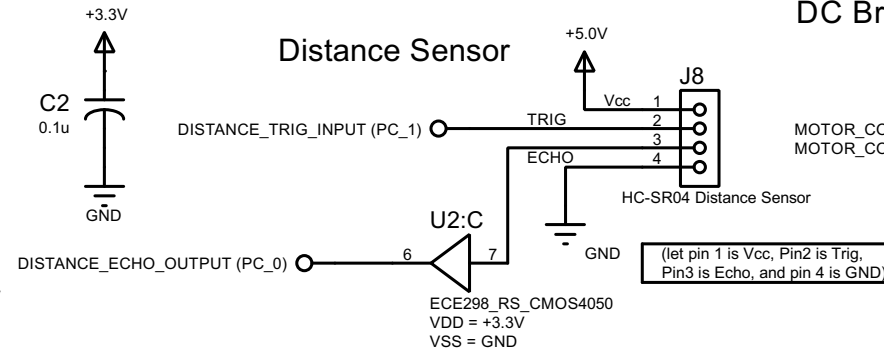 DC Br
+3.3V
Distance Sensor
+5.0V
J8
C2
0.1u
Vcc 1
DISTANCE_TRIG_INPUT (PC_1)
TRIG 2
MOTOR_CO
3
MOTOR_CO
ECHO 4
HC-SR04 Distance Sensor
GND
U2:C
GND
(let pin 1 is Vcc, Pin2 is Trig,
Pin3 is Echo, and pin 4 is GND)
DISTANCE_ECHO_OUTPUT (PC_0)
6
7
ECE298_RS_CMOS4050
VDD = +3.3V
VSS = GND